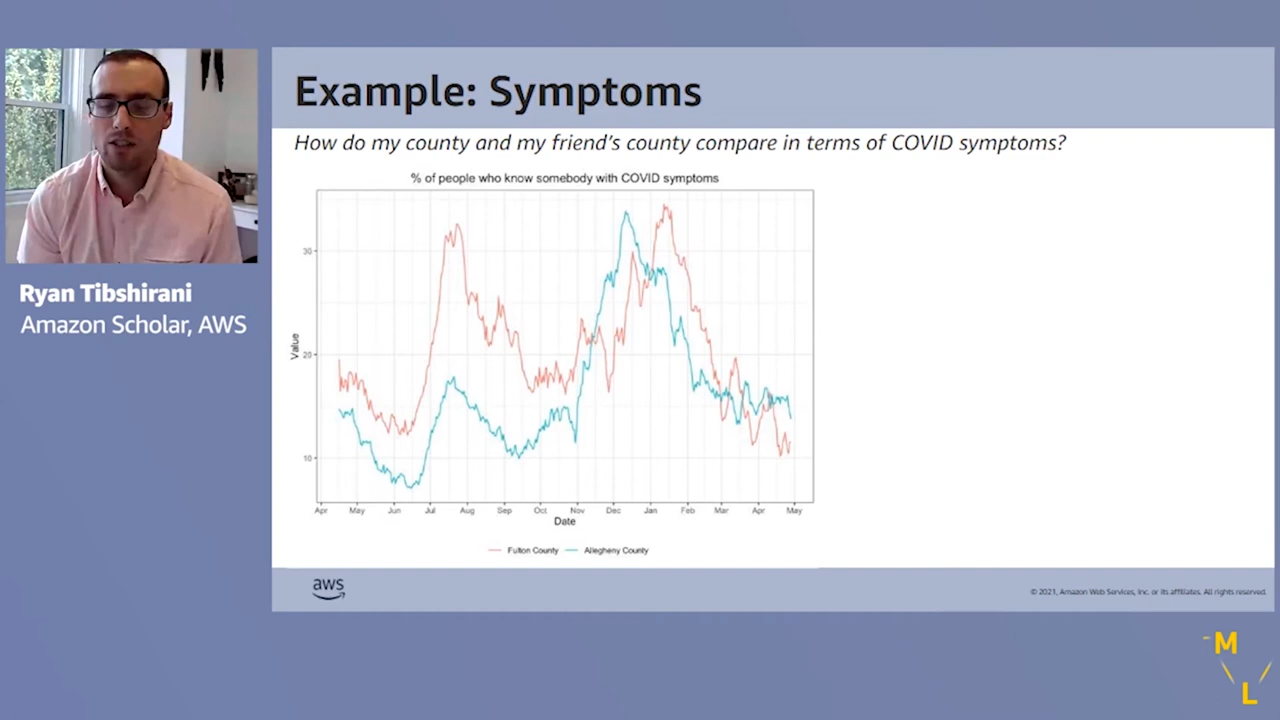 Example: Symptoms
How do my county and my friend's county compare in terms of COVID symptoms?
% of people who know somebody with COVID symptoms
30
Value
20
10
Apr May Jun Jul Aug Sep Oct Nov Dec Jan Feb Mar Apr May
Date
Fulton County Allegheny County
Ryan Tibshirani
Amazon Scholar, AWS
aws
© 2021, Amazon Web Services, Inc. or its affiliates. All rights reserved.
M
L